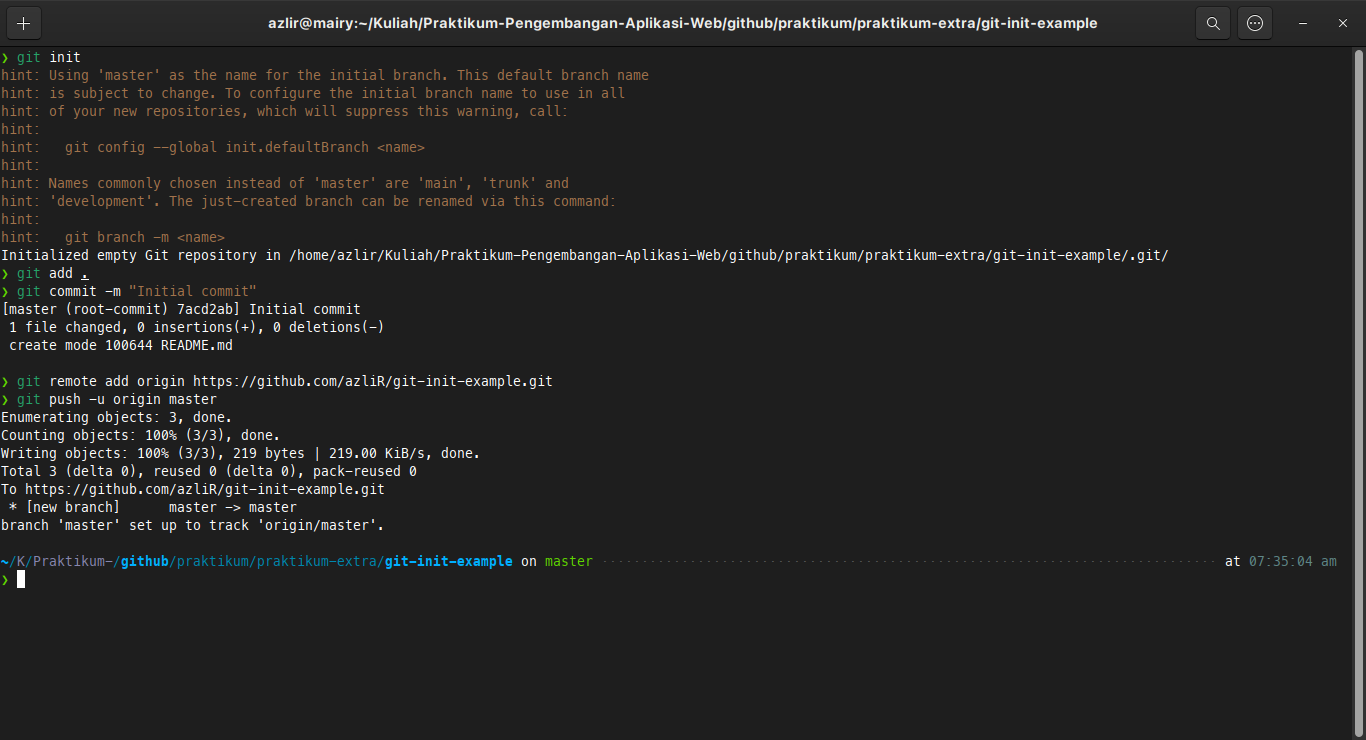 azlir@mairy:~/Kuliah/Praktikum-Pengembangan-Aplikasi-Web/github/praktikum/praktikum-extra/git-init-example
❯ git init
hint: Using 'master' as the name for the initial branch. This default branch name
hint: is subject to change. To configure the initial branch name to use in all
hint: of your new repositories, which will suppress this warning, call:
hint:
hint:   git config --global init.defaultBranch <name>
hint:
hint: Names commonly chosen instead of 'master' are 'main', 'trunk' and
hint: 'development'. The just-created branch can be renamed via this command:
hint:
hint:   git branch -m <name>
Initialized empty Git repository in /home/azlir/Kuliah/Praktikum-Pengembangan-Aplikasi-Web/github/praktikum/praktikum-extra/git-init-example/.git/
❯ git add .
❯ git commit -m "Initial commit"
[master (root-commit) 7acd2ab] Initial commit
 1 file changed, 0 insertions(+), 0 deletions(-)
 create mode 100644 README.md
❯ git remote add origin https://github.com/azliR/git-init-example.git
❯ git push -u origin master
Enumerating objects: 3, done.
Counting objects: 100% (3/3), done.
Writing objects: 100% (3/3), 219 bytes | 219.00 KiB/s, done.
Total 3 (delta 0), reused 0 (delta 0), pack-reused 0
To https://github.com/azliR/git-init-example.git
 * [new branch]      master -> master
branch 'master' set up to track 'origin/master'.
~/K/Praktikum-/github/praktikum/praktikum-extra/git-init-example on master at 07:35:04 am
❯